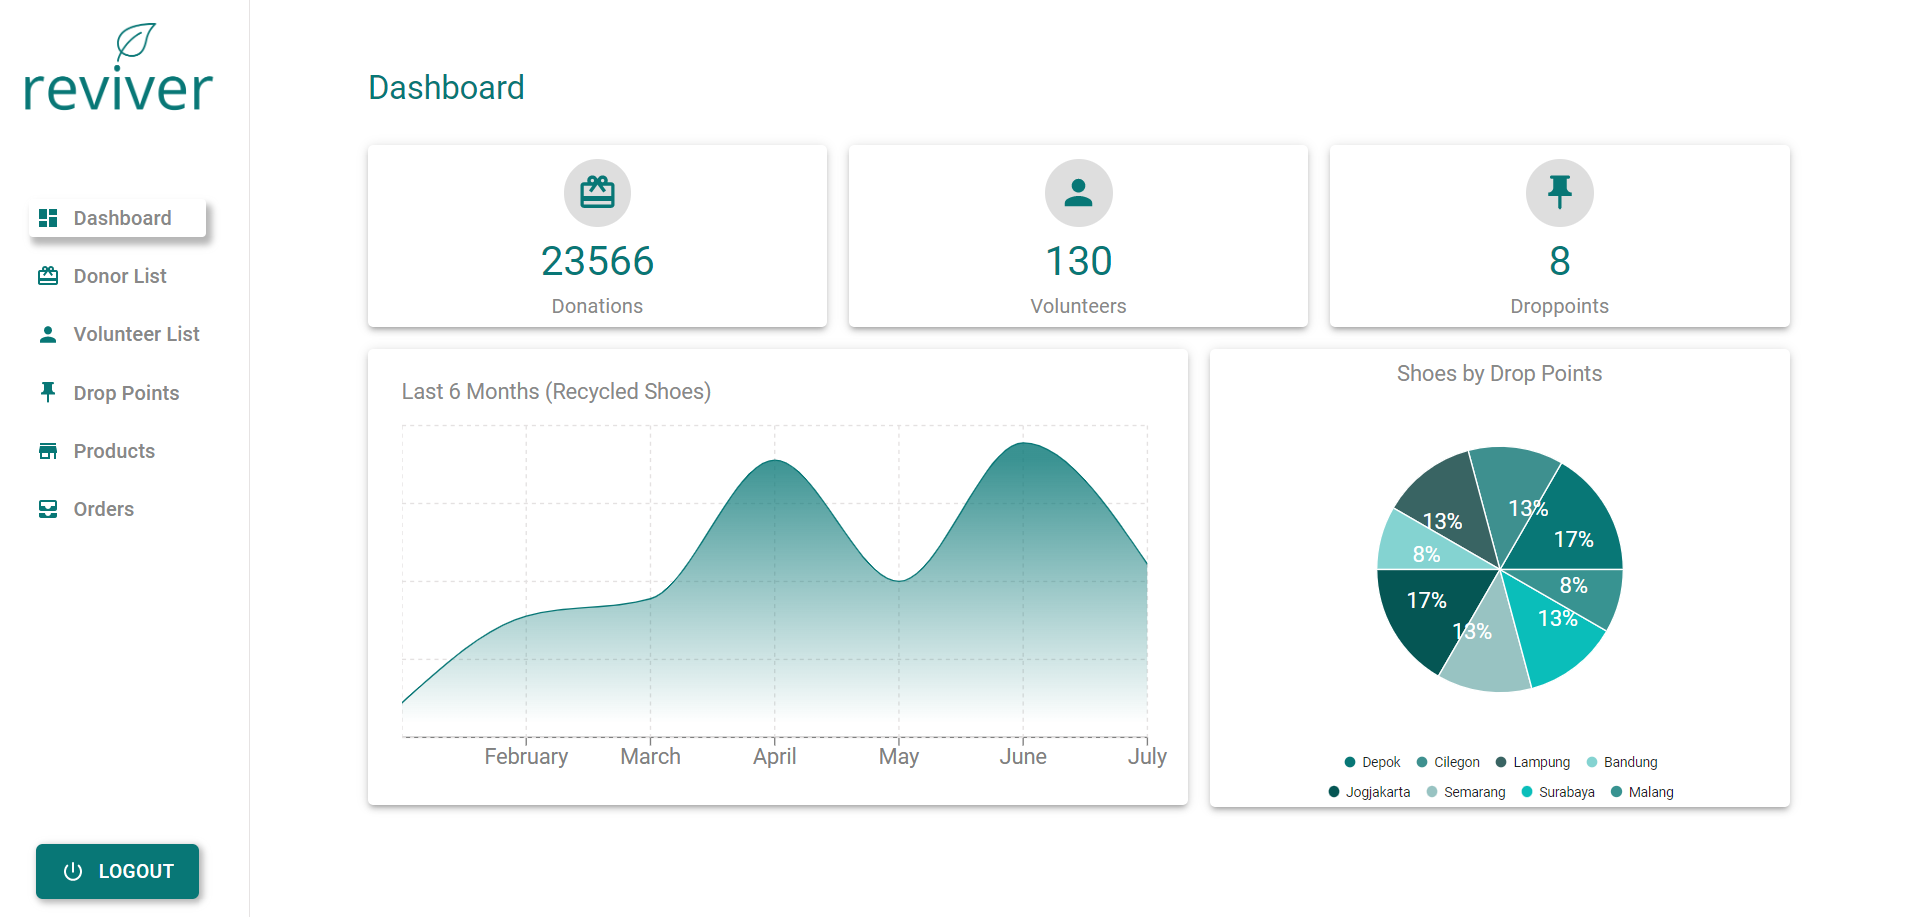 reviver
Dashboard
Donor List
Volunteer List
Drop Points
Products
Orders
LOGOUT
Dashboard
23566
Donations
130
Volunteers
8
Droppoints
Last 6 Months (Recycled Shoes)
February March April May June July
Shoes by Drop Points
13%
13%
17%
8%
8%
17%
13%
13%
Depok Cilegon Lampung Bandung
Jogjakarta Semarang Surabaya Malang